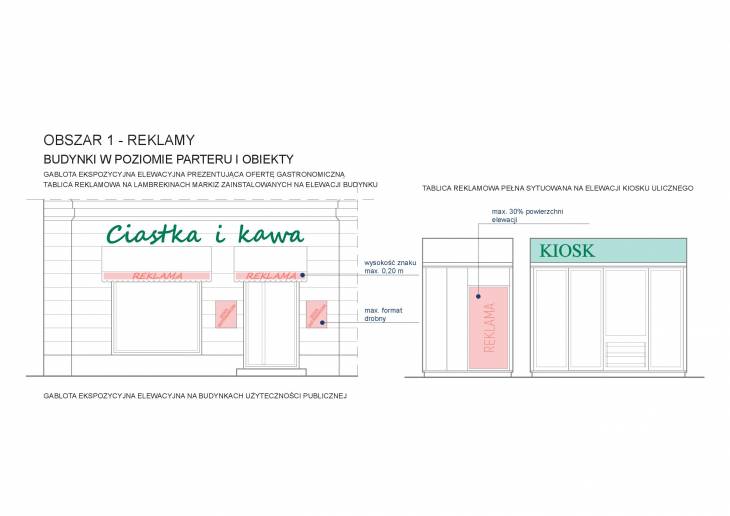 OBSZAR 1 - REKLAMY
BUDYNKI W POZIOMIE PARTERU I OBIEKTY
GABLOTA EKSPOZYCYJNA ELEWACYJNA PREZENTUJĄCA OFERTĘ GASTRONOMICZNĄ
TABLICA REKLAMOWA NA LAMBREKINACH MARKIZ ZAINSTALOWANYCH NA ELEWACJI BUDYNKU
TABLICA REKLAMOWA PEŁNA SYTUOWANA NA ELEWACJI KIOSKU ULICZNEGO
max. 30% powierzchni
elewacji
Ciastka i kawa
KIOSK
wysokość znaku
max. 0,20 m
REKLAMA
REKLAMA
max. format
drobny
REKLAMA
GABLOTA EKSPOZYCYJNA ELEWACYJNA NA BUDYNKACH UŻYTECZNOŚCI PUBLICZNEJ